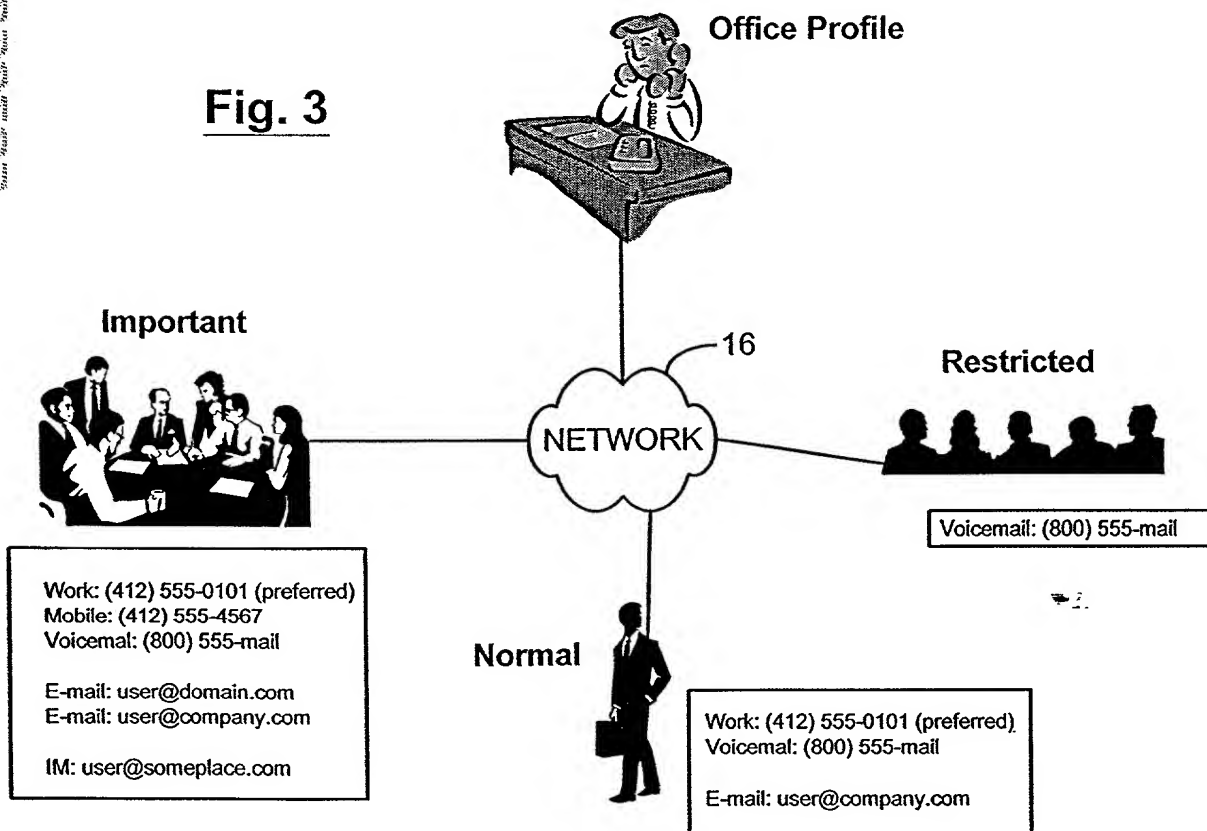 Office Profile
Fig. 3
Important
16
Restricted
NETWORK
Voicemail: (800) 555-mail
Work: (412) 555-0101 (preferred)
Mobile: (412) 555-4567
Voicemal: (800) 555-mail
E-mail: user@domain.com
E-mail: user@company.com
IM: user@someplace.com
Normal
Work: (412) 555-0101 (preferred)
Voicemal: (800) 555-mail
E-mail: user@company.com